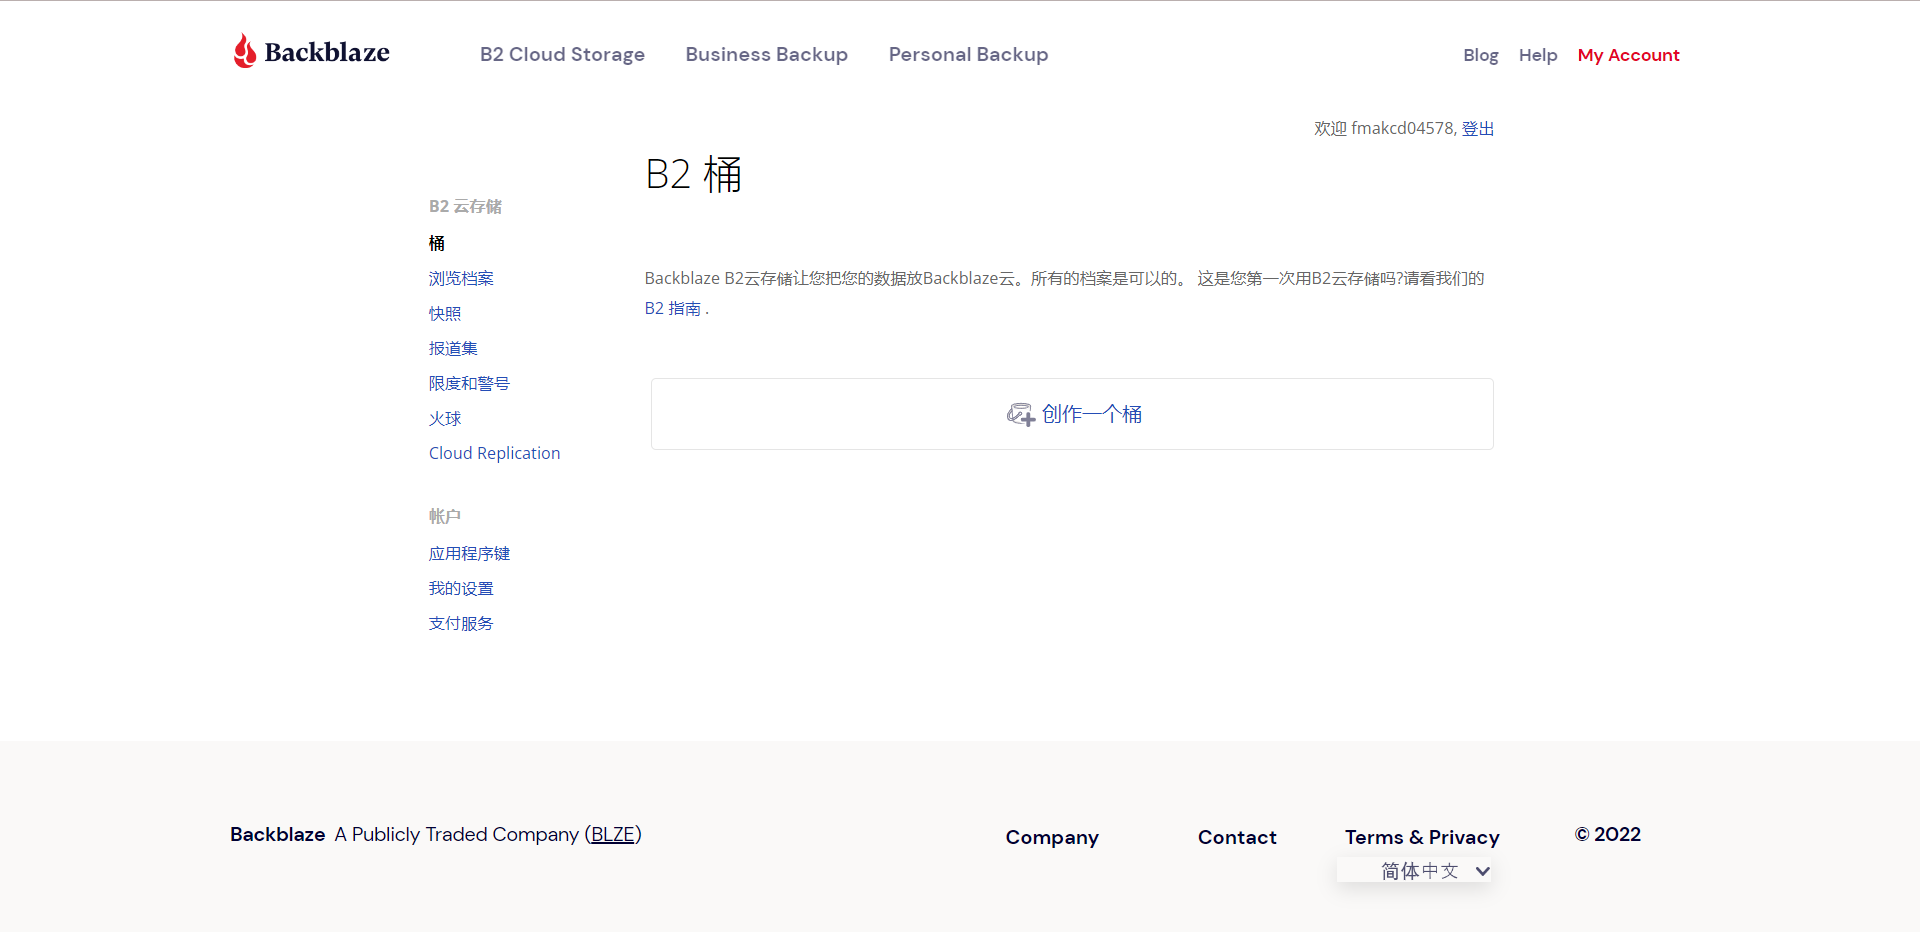 Backblaze
B2 Cloud Storage
Business Backup
Personal Backup
Blog
Help
My Account
欢迎 fmakcd04578, 登出
B2 桶
B2 云存储
桶
浏览档案
快照
报道集
限度和警号
火球
Cloud Replication
帐户
应用程序键
我的设置
支付服务
Backblaze B2云存储让您把您的数据放Backblaze云。所有的档案是可以的。 这是您第一次用B2云存储吗?请看我们的
B2 指南 .
创作一个桶
Backblaze A Publicly Traded Company (BLZE)
Company
Contact
Terms & Privacy
© 2022
简体中文